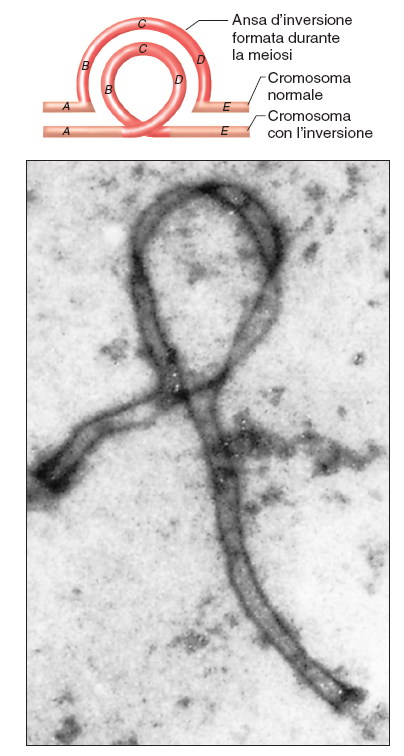 Ansa d'inversione
formata durante
la meiosi
Cromosoma
normale
Cromosoma
con l'inversione
C
C
B
D
B
D
A
E
A
E